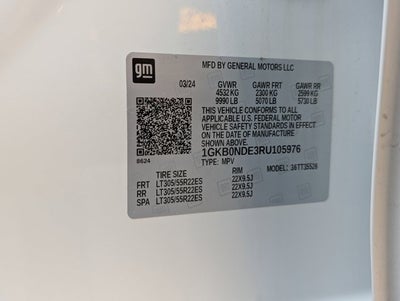 gm
MFD BY GENERAL MOTORS LLC
03/24 GVWR GAWR FRT GAWR RR
4532 KG 2300 KG 2599 KG
9990 LB 5070 LB 5730 LB
THIS VEHICLE CONFORMS TO ALL
APPLICABLE U.S. FEDERAL MOTOR
VEHICLE SAFETY STANDARDS IN EFFECT
ON THE DATE OF MANUFACTURE
SHOWN ABOVE.
1GKB0NDE3RU105976
8624 TYPE: MPV MODEL: 36TT15526
TIRE SIZE RIM
FRT LT305/55R22ES 22X9.5J
RR LT305/55R22ES 22X9.5J
SPA LT305/55R22ES 22X9.5J